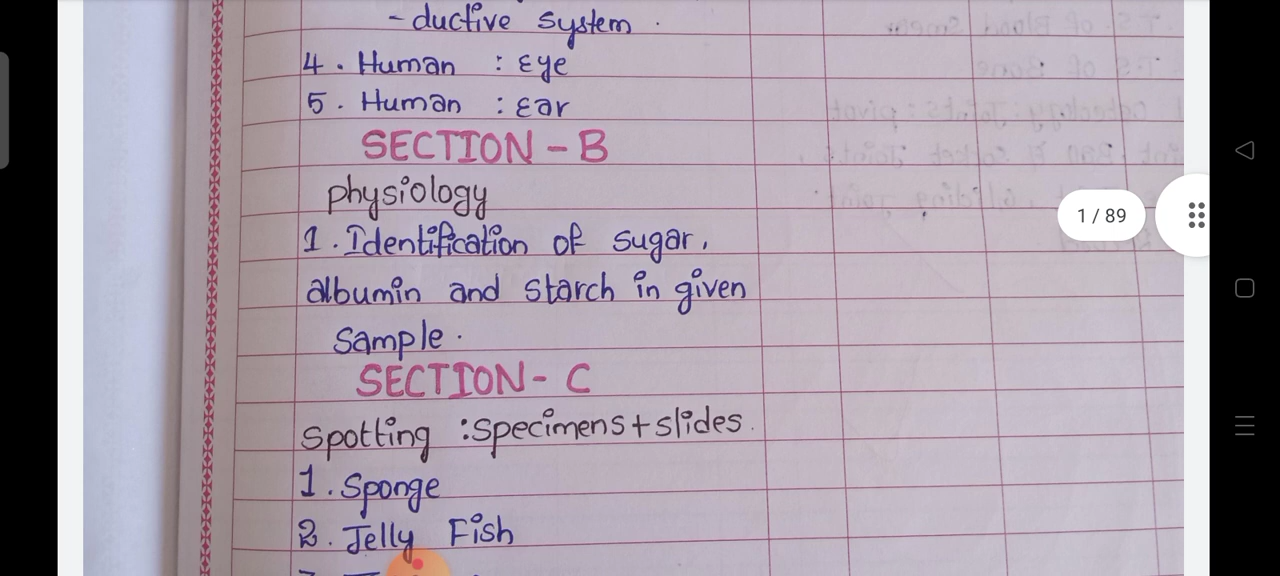 - ductive system .
4. Human : Eye
5. Human : Ear
SECTION - B
physiology
1. Identification of sugar,
albumin and starch in given
sample.
SECTION - C
Spotting : specimens + slides.
1. Sponge
2. Jelly Fish
1 / 89